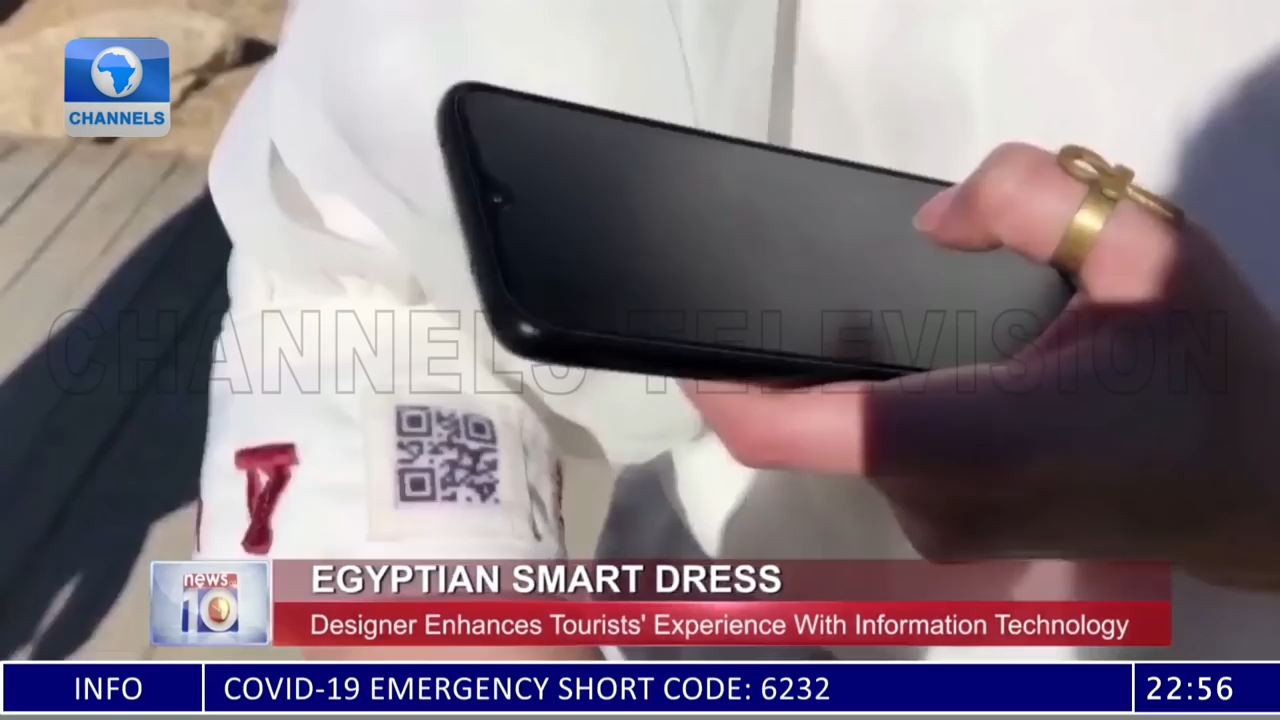 CHANNELS
CHANNELS TELEVISION
news
10
EGYPTIAN SMART DRESS
Designer Enhances Tourists' Experience With Information Technology
INFO
COVID-19 EMERGENCY SHORT CODE: 6232
22:56